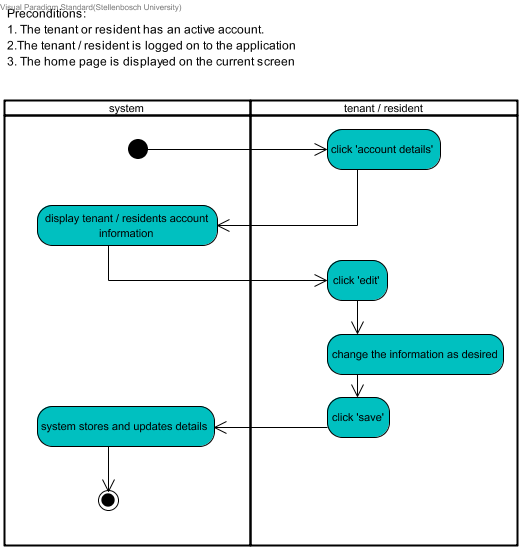 Visual Paradigm Standard(Stellenbosch University)
Preconditions:
1. The tenant or resident has an active account.
2.The tenant / resident is logged on to the application
3. The home page is displayed on the current screen
system
tenant / resident
click 'account details'
display tenant / residents account
information
click 'edit'
change the information as desired
click 'save'
system stores and updates details